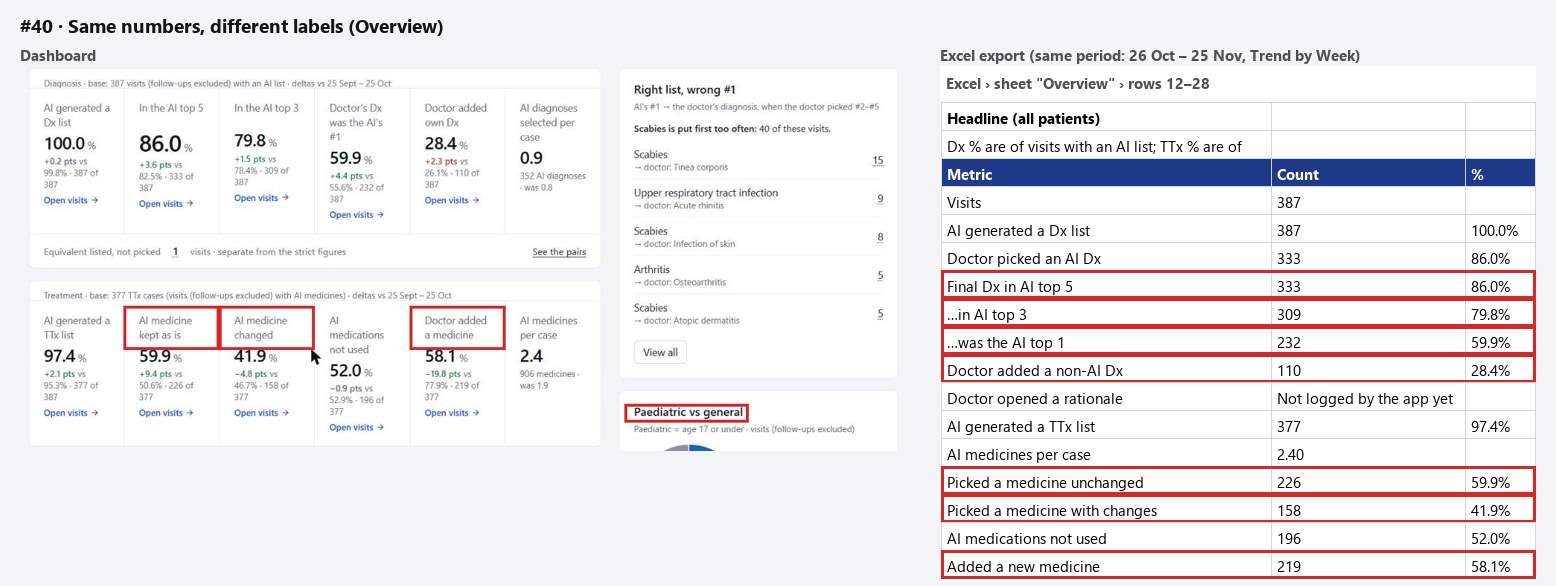 #40 · Same numbers, different labels (Overview)
Dashboard
Diagnosis · base: 387 visits (follow-ups excluded) with an AI list · deltas vs 25 Sept – 25 Oct
AI generated a
Dx list
100.0 %
+0.2 pts vs
99.8% · 387 of
387
Open visits →
In the AI top 5
86.0 %
+3.6 pts vs
82.5% · 333 of
387
Open visits →
In the AI top 3
79.8 %
+1.5 pts vs
78.4% · 309 of
387
Open visits →
Doctor's Dx
was the AI's
#1
59.9 %
+4.4 pts vs
55.6% · 232 of
387
Open visits →
Doctor added
own Dx
28.4 %
+2.3 pts vs
26.1% · 110 of
387
Open visits →
AI diagnoses
selected per
case
0.9
352 AI diagnoses
· was 0.8
Equivalent listed, not picked 1 visits · separate from the strict figures
See the pairs
Treatment · base: 377 TTx cases (visits (follow-ups excluded) with AI medicines) · deltas vs 25 Sept – 25 Oct
AI generated a
TTx list
97.4 %
+2.1 pts vs
95.3% · 377 of
387
Open visits →
AI medicine
kept as is
59.9 %
+9.4 pts vs
50.6% · 226 of
377
Open visits →
AI medicine
changed
41.9 %
−4.8 pts vs
46.7% · 158 of
377
Open visits →
AI
medications
not used
52.0 %
−0.9 pts vs
52.9% · 196 of
377
Open visits →
Doctor added
a medicine
58.1 %
−19.8 pts vs
77.9% · 219 of
377
Open visits →
AI medicines
per case
2.4
906 medicines ·
was 1.9
Right list, wrong #1
AI's #1 → the doctor's diagnosis, when the doctor picked #2–#5
Scabies is put first too often: 40 of these visits.
Scabies
→ doctor: Tinea corporis
15
Upper respiratory tract infection
→ doctor: Acute rhinitis
9
Scabies
→ doctor: Infection of skin
8
Arthritis
→ doctor: Osteoarthritis
5
Scabies
→ doctor: Atopic dermatitis
5
View all
Paediatric vs general
Paediatric = age 17 or under · visits (follow-ups excluded)
Excel export (same period: 26 Oct – 25 Nov, Trend by Week)
Excel › sheet "Overview" › rows 12–28
Headline (all patients)
Dx % are of visits with an AI list; TTx % are of
Metric Count %
Visits 387
AI generated a Dx list 387 100.0%
Doctor picked an AI Dx 333 86.0%
Final Dx in AI top 5 333 86.0%
...in AI top 3 309 79.8%
...was the AI top 1 232 59.9%
Doctor added a non-AI Dx 110 28.4%
Doctor opened a rationale Not logged by the app yet
AI generated a TTx list 377 97.4%
AI medicines per case 2.40
Picked a medicine unchanged 226 59.9%
Picked a medicine with changes 158 41.9%
AI medications not used 196 52.0%
Added a new medicine 219 58.1%